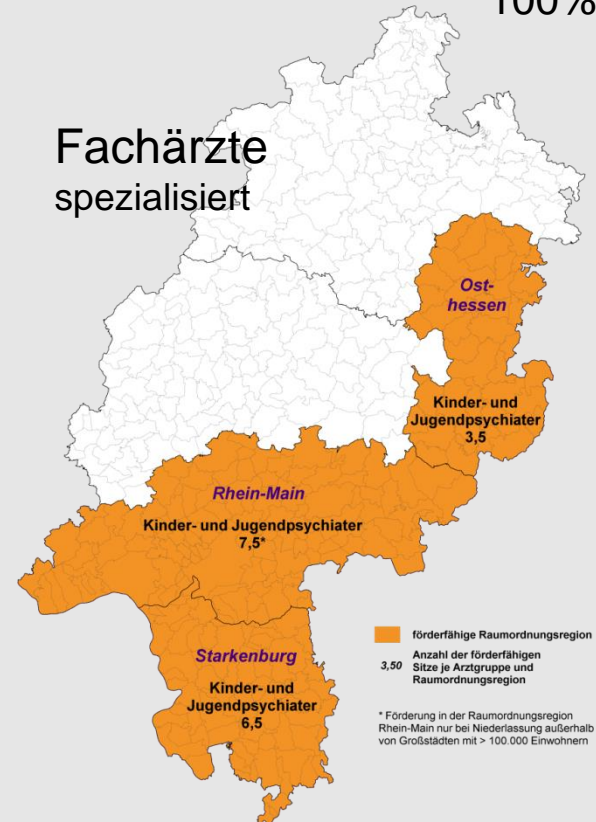 100%
Fachärzte
spezialisiert
Ost-
hessen
Kinder- und
Jugendpsychiater
3,5
Rhein-Main
Kinder- und Jugendpsychiater
7,5*
Starkenburg
Kinder- und
Jugendpsychiater
6,5
förderfähige Raumordnungsregion
3,50 Anzahl der förderfähigen
Sitze je Arztgruppe und
Raumordnungsregion
* Förderung in der Raumordnungsregion
Rhein-Main nur bei Niederlassung außerhalb
von Großstädten mit > 100.000 Einwohnern